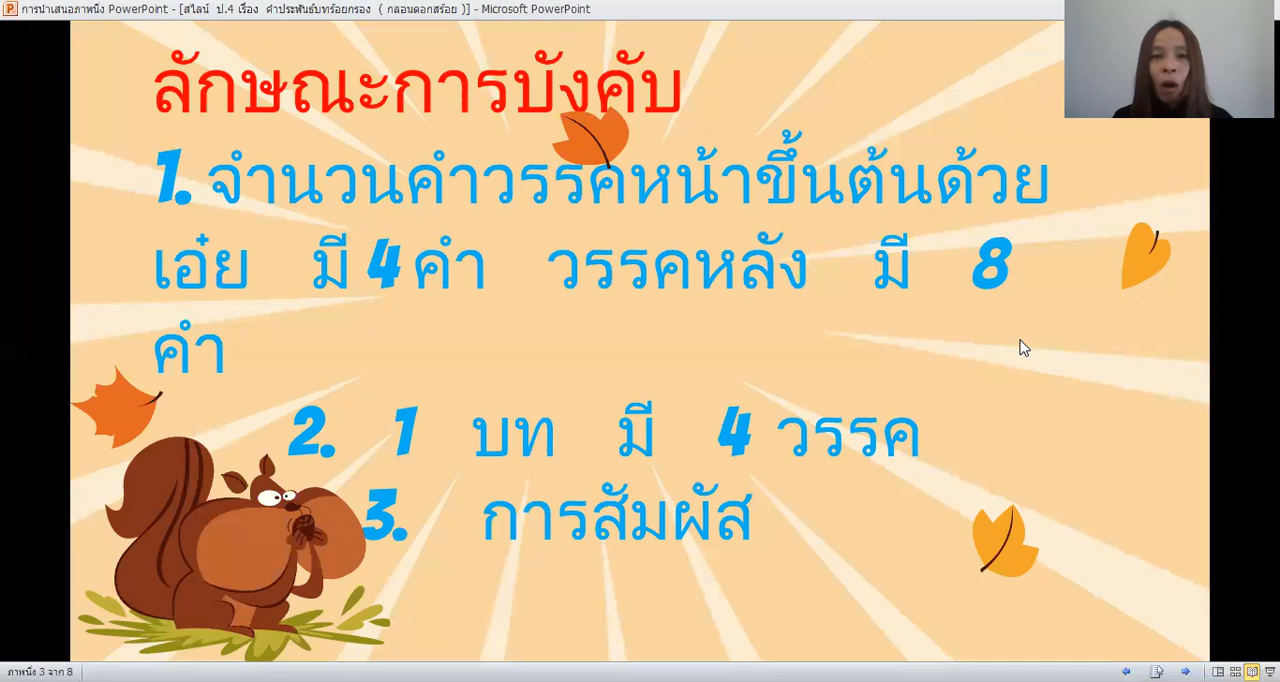 การนำเสนอภาพนิ่ง PowerPoint - [สไลน์ ป.4 เรื่อง คำประพันธ์บทร้อยกรอง ( กลอนดอกสร้อย )] - Microsoft PowerPoint
ลักษณะการบังคับ
1. จำนวนคำวรรคหน้าขึ้นต้นด้วย
เอ๋ย มี 4 คำ วรรคหลัง มี 8
คำ
2. 1 บท มี 4 วรรค
3. การสัมผัส
ภาพนิ่ง 3 จาก 8